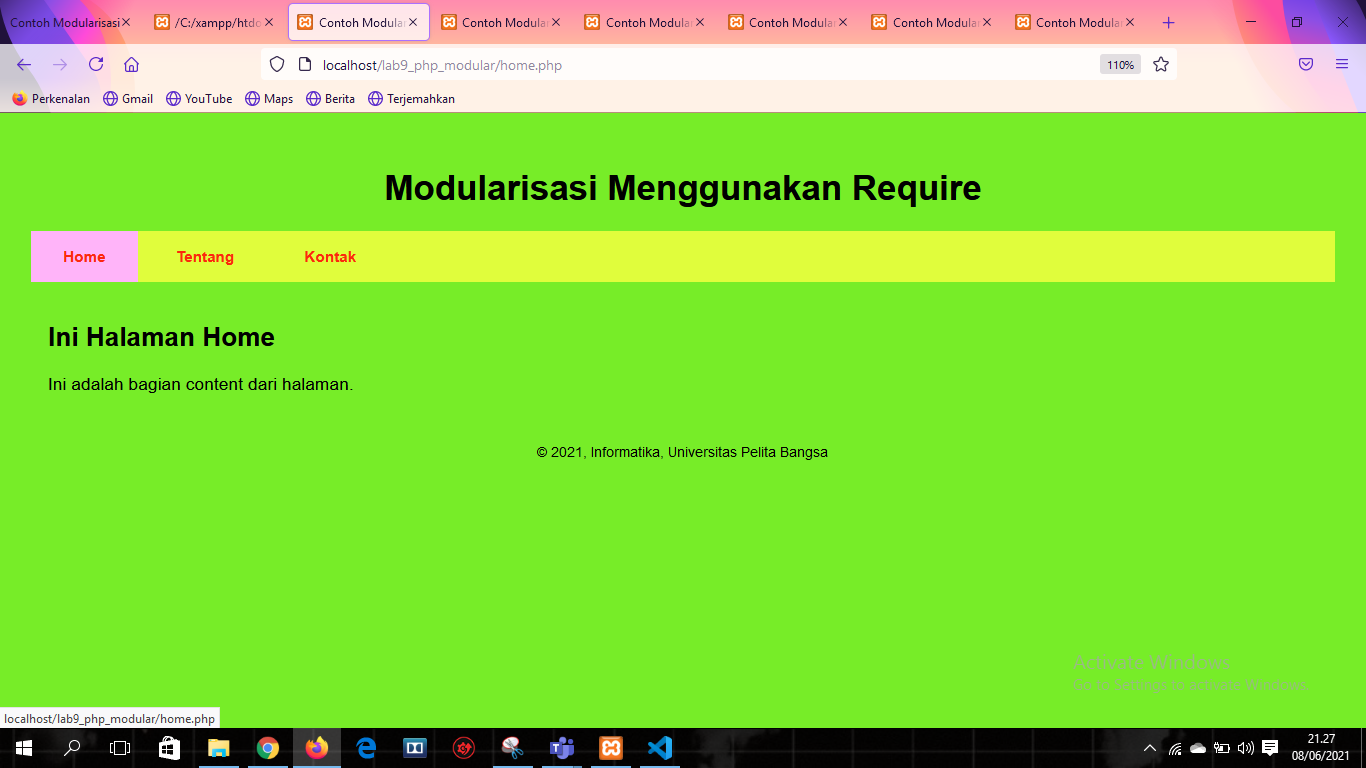 Contoh Modularisasi
/C:/xampp/htdo
Contoh Modular
Contoh Modular
Contoh Modular
Contoh Modular
Contoh Modular
Contoh Modular
localhost/lab9_php_modular/home.php
110%
Perkenalan
Gmail
YouTube
Maps
Berita
Terjemahkan
Modularisasi Menggunakan Require
Home
Tentang
Kontak
Ini Halaman Home
Ini adalah bagian content dari halaman.
© 2021, Informatika, Universitas Pelita Bangsa
Activate Windows
Go to Settings to activate Windows.
localhost/lab9_php_modular/home.php
21.27
08/06/2021